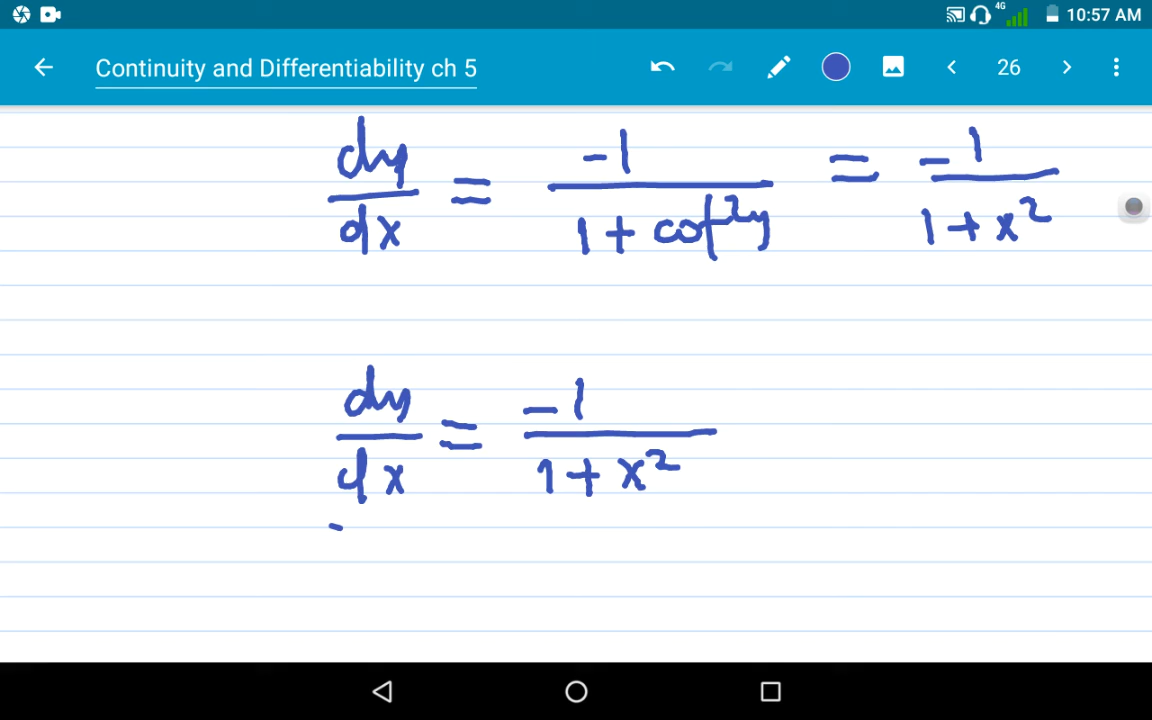 4G 10:57 AM
Continuity and Differentiability ch 5 26
dy/dx = -1/(1 + cot²y) = -1/(1 + x²)
dy/dx = -1/(1 + x²)